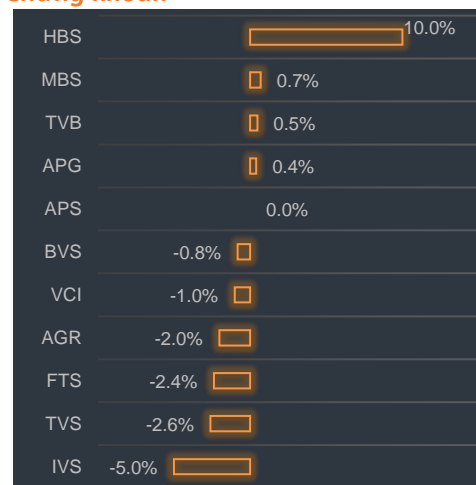 HBS 10.0%
MBS 0.7%
TVB 0.5%
APG 0.4%
APS 0.0%
BVS -0.8%
VCI -1.0%
AGR -2.0%
FTS -2.4%
TVS -2.6%
IVS -5.0%